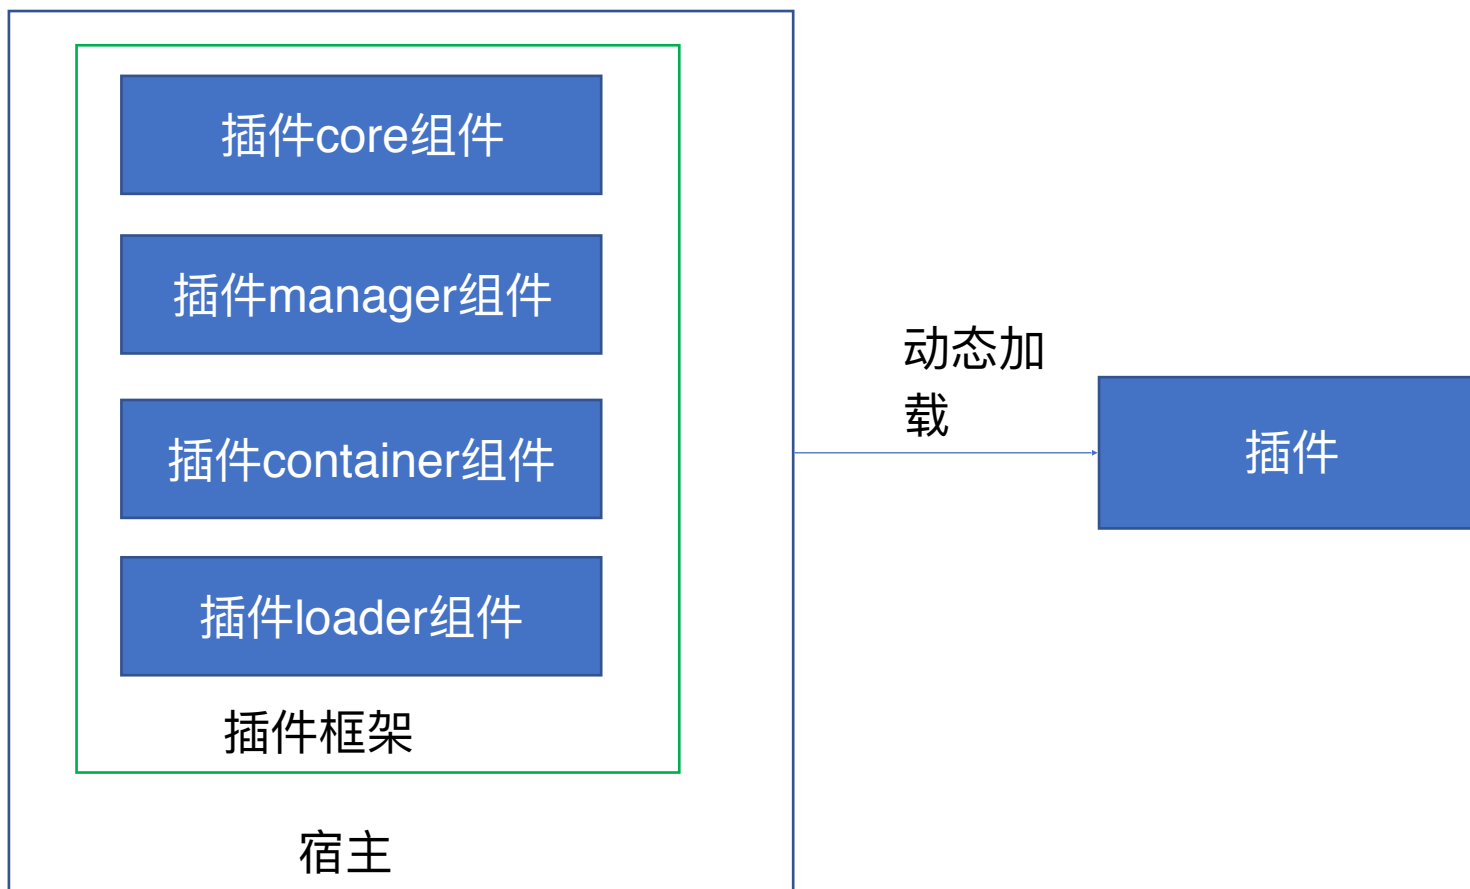 插件core组件
插件manager组件
插件container组件
插件loader组件
插件框架
宿主
动态加
载
插件